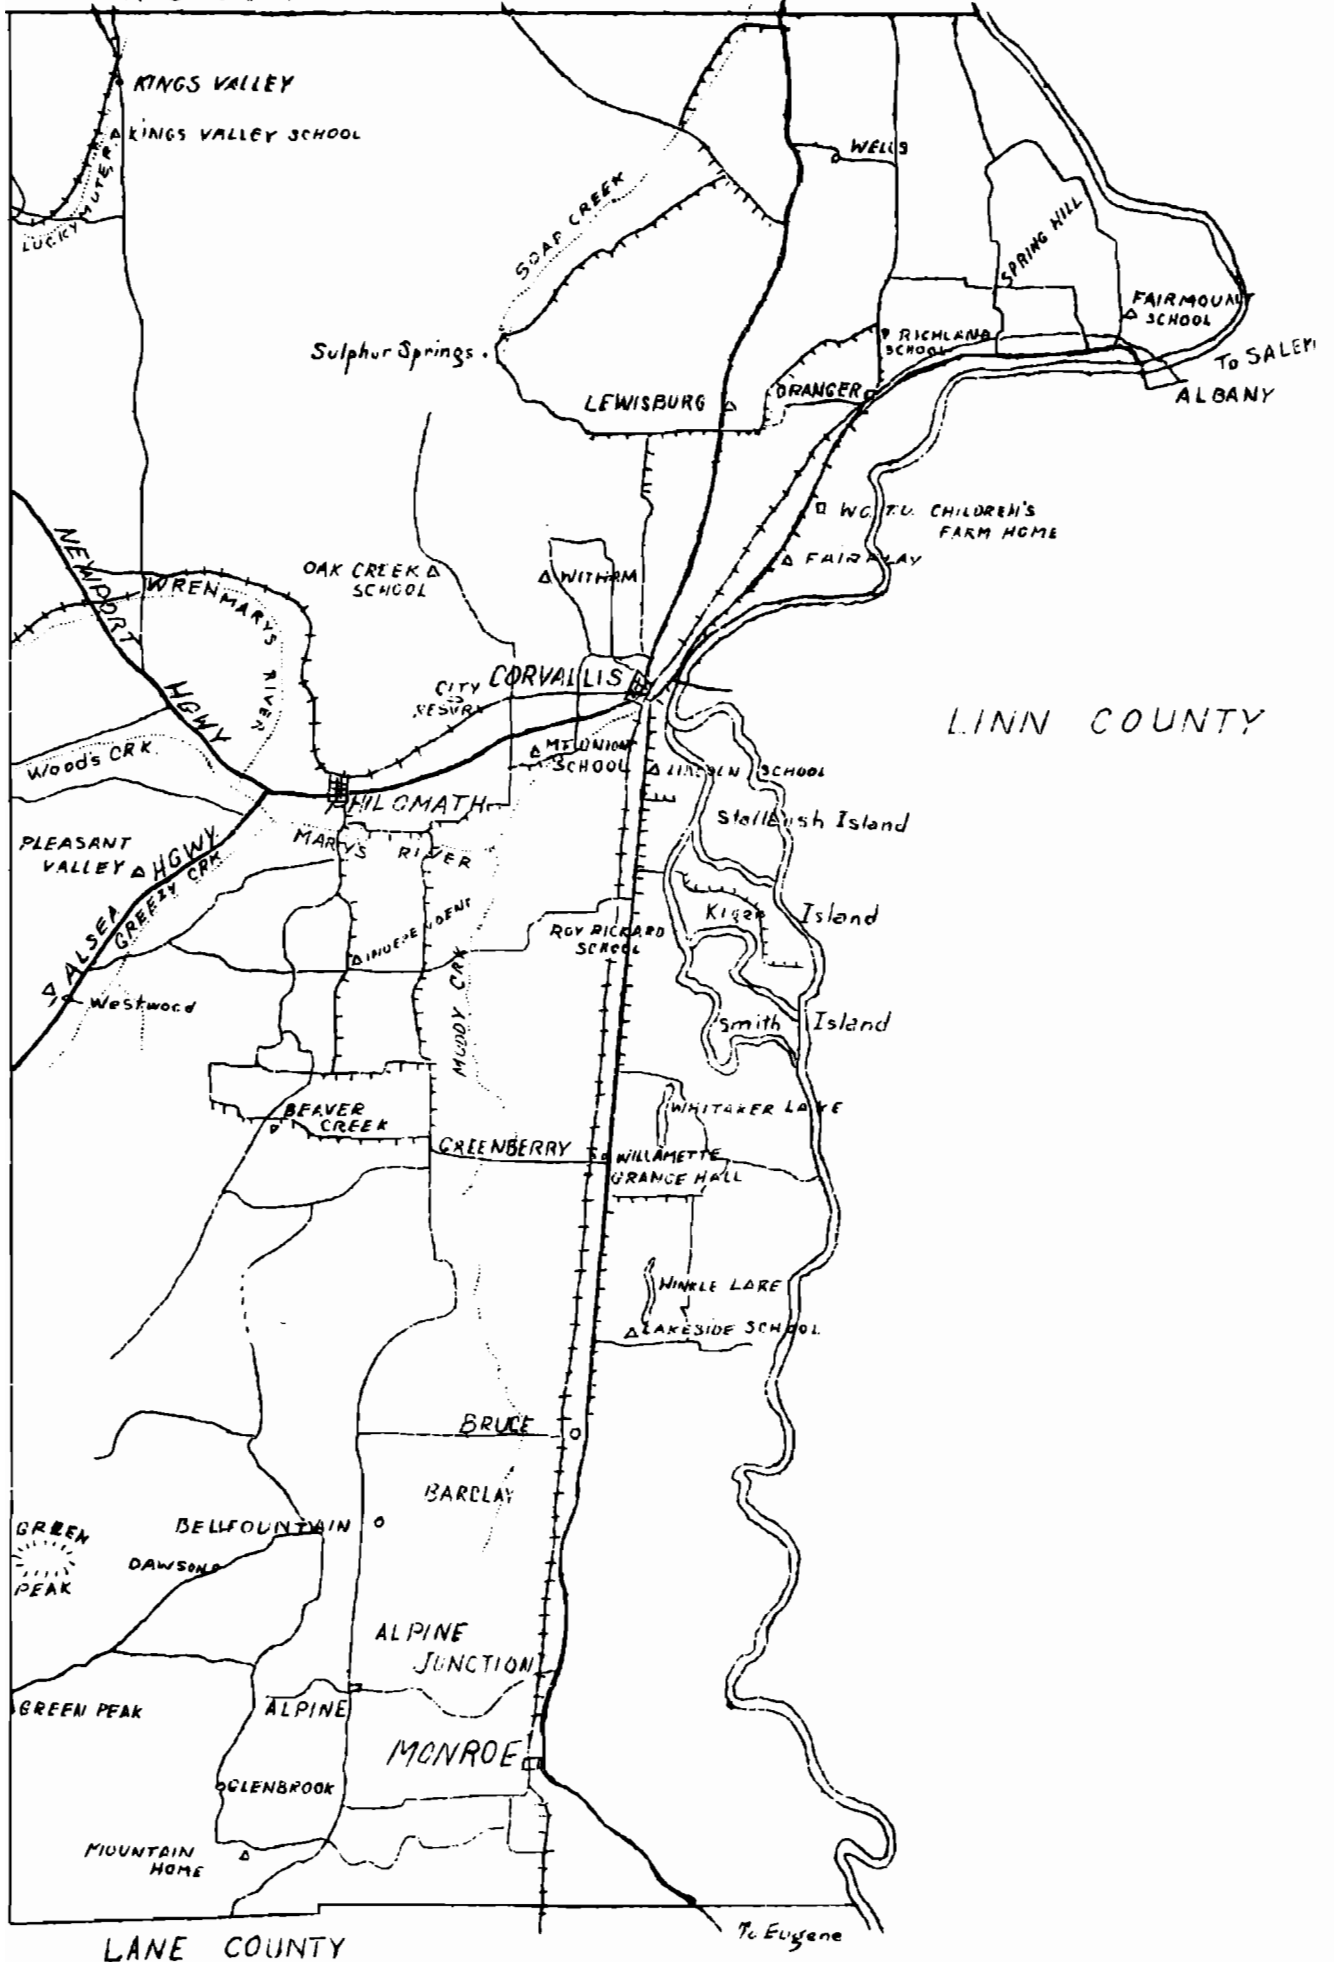 KINGS VALLEY
KINGS VALLEY SCHOOL
LUCKYMUTER
WELLS
SOAP CREEK
SPRING HILL
FAIRMOUNT
SCHOOL
Sulphur Springs
RICHLAND
SCHOOL
To SALEM
ALBANY
LEWISBURG
GRANGER
W.C.T.U. CHILDREN'S
FARM HOME
FAIRPLAY
NEWPORT
HGWY
WREN
MARYS
RIVER
OAK CREEK
SCHOOL
WITHAM
CORVALLIS
CITY
RESURV
LINN COUNTY
Wood's CRK.
MT. UNION
SCHOOL
LINCOLN SCHOOL
PHILOMATH
Stallbush Island
PLEASANT
VALLEY
MARYS RIVER
ALSEA
HGWY
GREEZY CRK
INDEPENDENT
Kiger Island
ROY RICKARD
SCHOOL
MUDDY CRK
Westwood
Smith Island
BEAVER
CREEK
WHITAKER LAKE
GREENBERRY
WILLAMETTE
GRANGE HALL
WINKLE LAKE
LAKESIDE SCHOOL
BRUCE
BARCLAY
BELLFOUNTAIN
GREEN
PEAK
DAWSON
ALPINE
JUNCTION
GREEN PEAK
ALPINE
MONROE
GLENBROOK
MOUNTAIN
HOME
To Eugene
LANE COUNTY